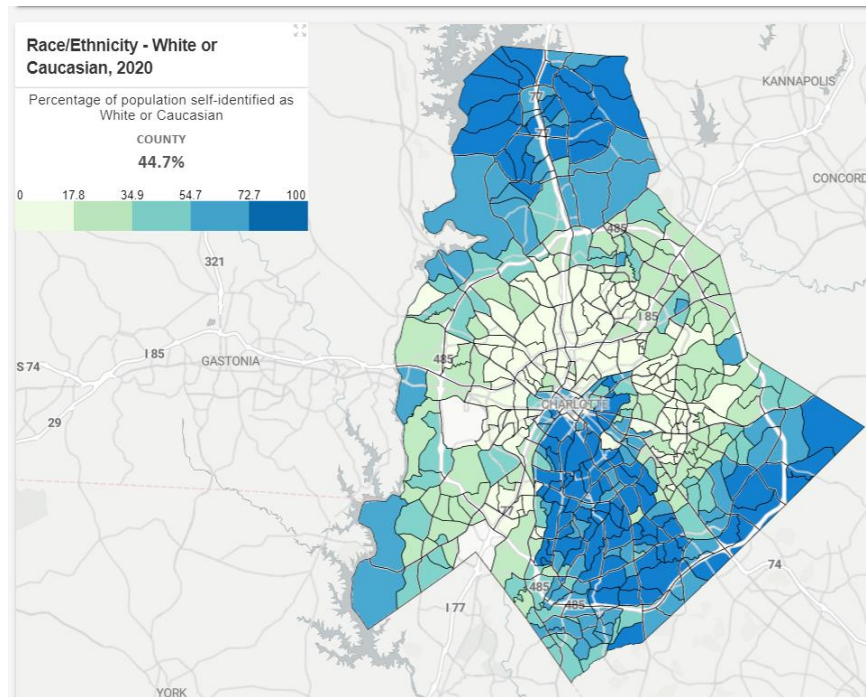 Race/Ethnicity - White or
Caucasian, 2020
Percentage of population self-identified as
White or Caucasian
COUNTY
44.7%
0 17.8 34.9 54.7 72.7 100
KANNAPOLIS
77
77
CONCORD
485
321
I 85
I 85
485
S 74
GASTONIA
CHARLOTTE
29
77
74
485
485
I 77
YORK